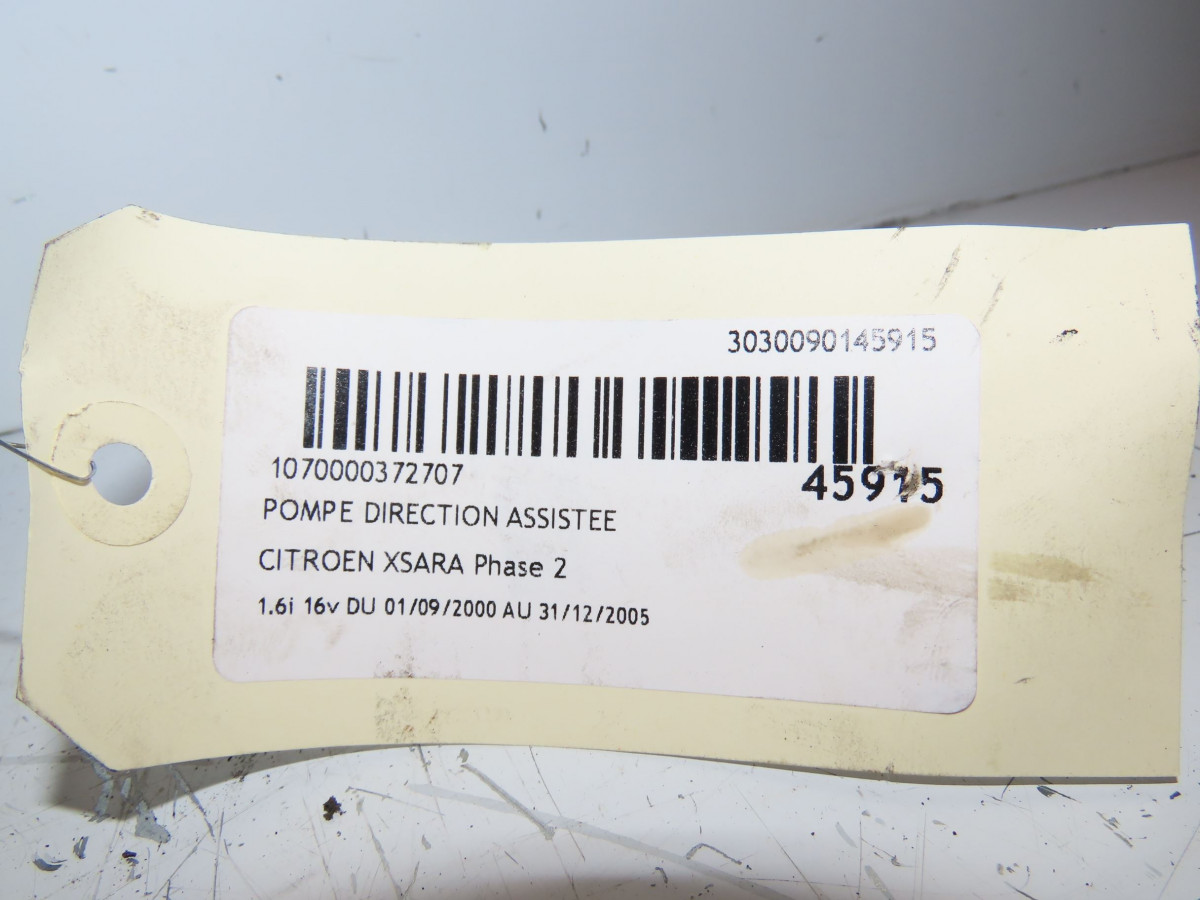 3030090145915
1070000372707
45915
POMPE DIRECTION ASSISTEE
CITROEN XSARA Phase 2
1.6i 16v DU 01/09/2000 AU 31/12/2005